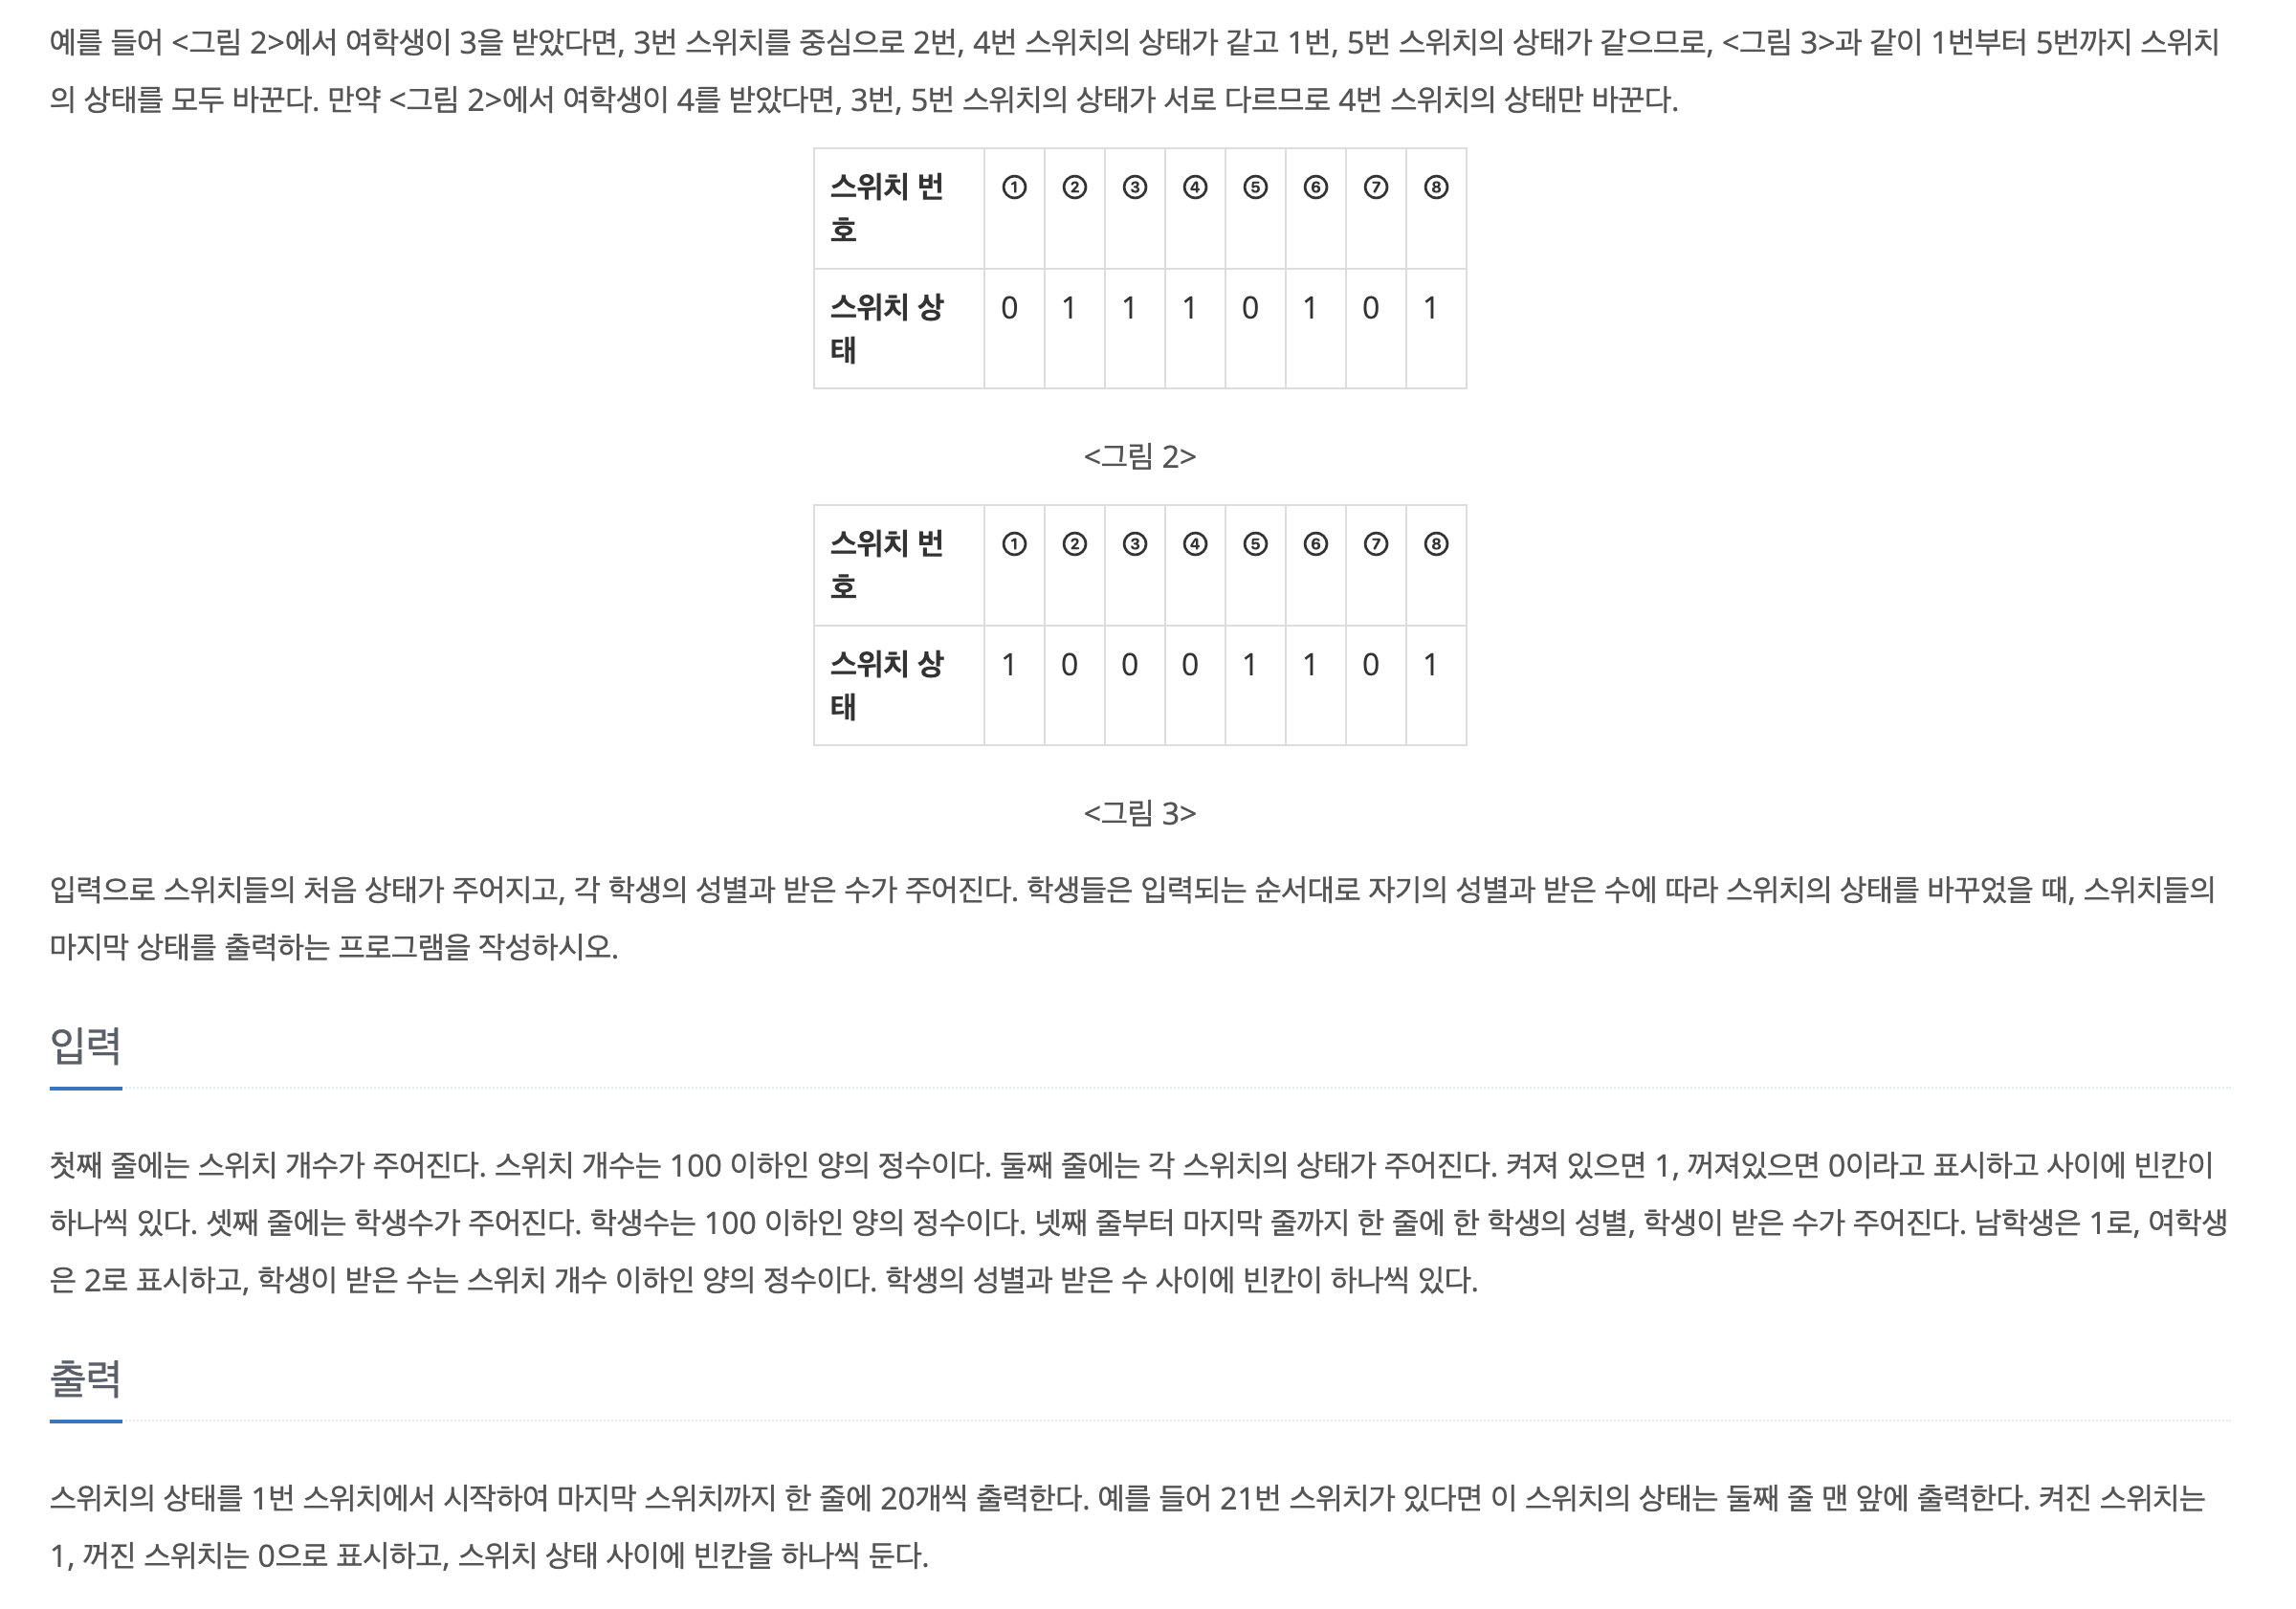 예를 들어 <그림 2>에서 여학생이 3을 받았다면, 3번 스위치를 중심으로 2번, 4번 스위치의 상태가 같고 1번, 5번 스위치의 상태가 같으므로, <그림 3>과 같이 1번부터 5번까지 스위치
의 상태를 모두 바꾼다. 만약 <그림 2>에서 여학생이 4를 받았다면, 3번, 5번 스위치의 상태가 서로 다르므로 4번 스위치의 상태만 바꾼다.
스위치 번 ① ② ③ ④ ⑤ ⑥ ⑦ ⑧
호
스위치 상 0 1 1 1 0 1 0 1
태
<그림 2>
스위치 번 ① ② ③ ④ ⑤ ⑥ ⑦ ⑧
호
스위치 상 1 0 0 0 1 1 0 1
태
<그림 3>
입력으로 스위치들의 처음 상태가 주어지고, 각 학생의 성별과 받은 수가 주어진다. 학생들은 입력되는 순서대로 자기의 성별과 받은 수에 따라 스위치의 상태를 바꾸었을 때, 스위치들의
마지막 상태를 출력하는 프로그램을 작성하시오.
입력
첫째 줄에는 스위치 개수가 주어진다. 스위치 개수는 100 이하인 양의 정수이다. 둘째 줄에는 각 스위치의 상태가 주어진다. 켜져 있으면 1, 꺼져있으면 0이라고 표시하고 사이에 빈칸이
하나씩 있다. 셋째 줄에는 학생수가 주어진다. 학생수는 100 이하인 양의 정수이다. 넷째 줄부터 마지막 줄까지 한 줄에 한 학생의 성별, 학생이 받은 수가 주어진다. 남학생은 1로, 여학생
은 2로 표시하고, 학생이 받은 수는 스위치 개수 이하인 양의 정수이다. 학생의 성별과 받은 수 사이에 빈칸이 하나씩 있다.
출력
스위치의 상태를 1번 스위치에서 시작하여 마지막 스위치까지 한 줄에 20개씩 출력한다. 예를 들어 21번 스위치가 있다면 이 스위치의 상태는 둘째 줄 맨 앞에 출력한다. 켜진 스위치는
1, 꺼진 스위치는 0으로 표시하고, 스위치 상태 사이에 빈칸을 하나씩 둔다.